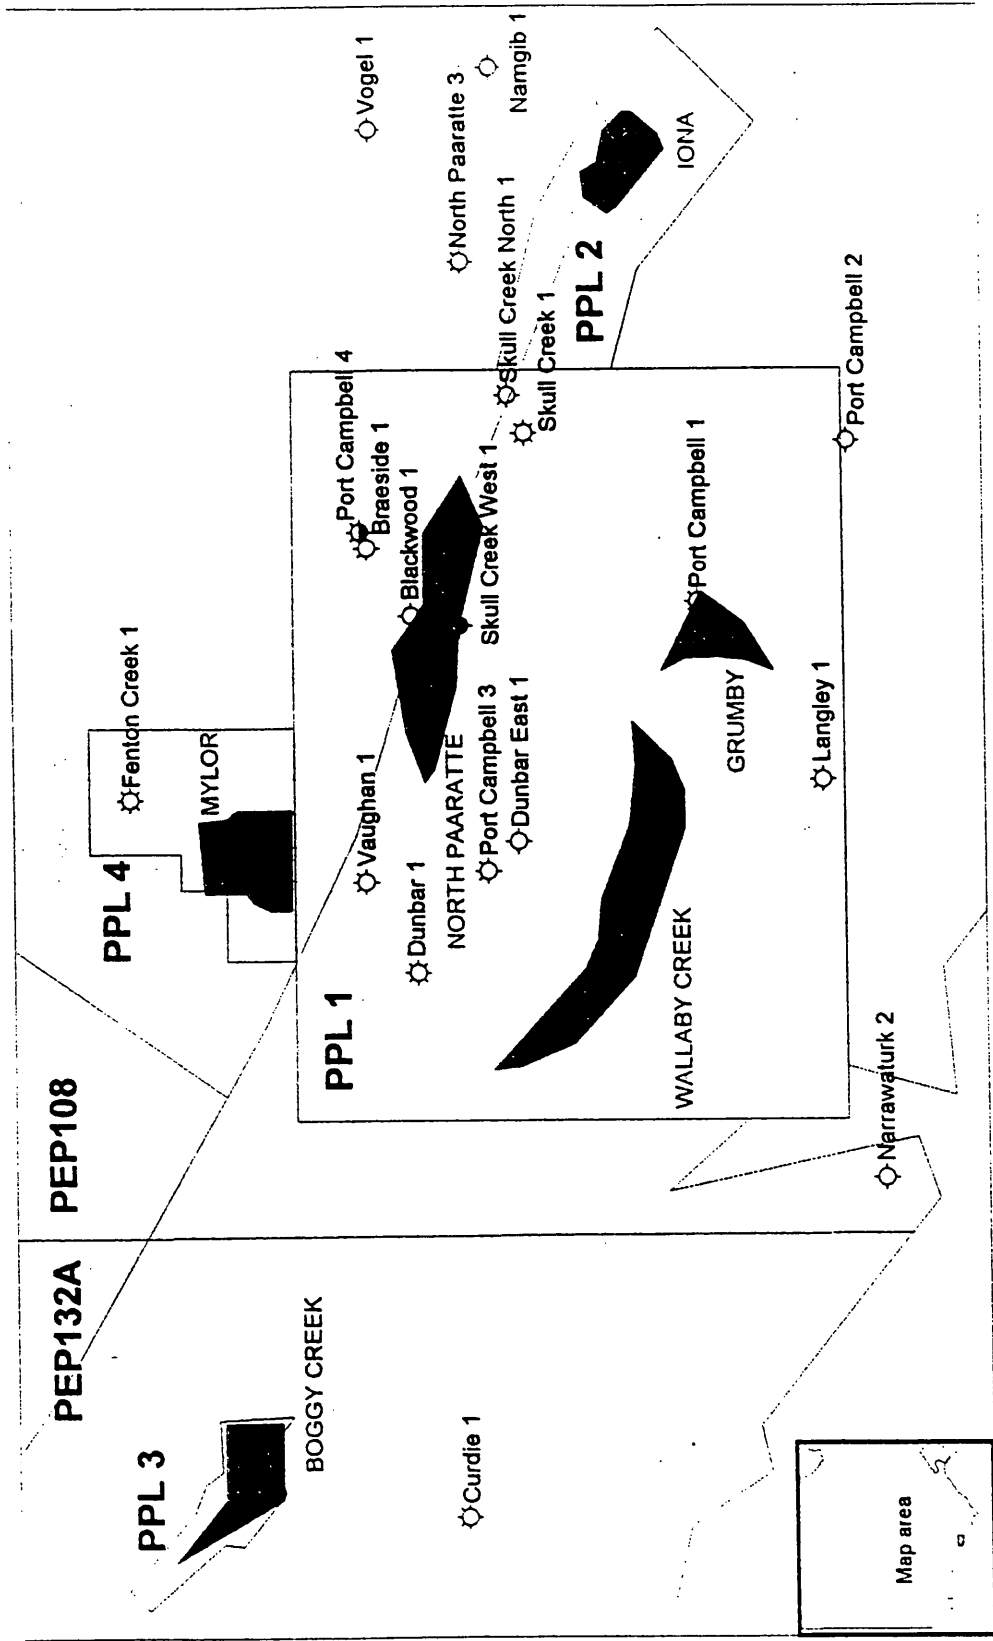 PEP132A
PEP108
PPL 3
BOGGY CREEK
Curdie 1
PPL 4
MYLOR
Fenton Creek 1
PPL 1
Vaughan 1
Dunbar 1
NORTH PAARATTE
Port Campbell 3
Dunbar East 1
Port Campbell 4
Braeside 1
Blackwood 1
Skull Creek West 1
Skull Creek North 1
Skull Creek 1
North Paaratte 3
Vogel 1
Namgib 1
PPL 2
IONA
WALLABY CREEK
GRUMBY
Port Campbell 1
Langley 1
Port Campbell 2
Narrawaturk 2
Map area